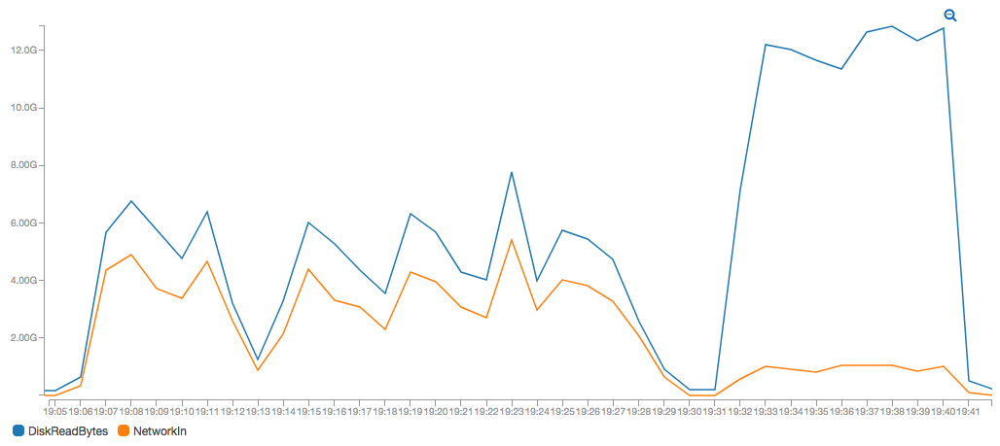 12.0G
10.0G
8.00G
6.00G
4.00G
2.00G
19:05 19:06 19:07 19:08 19:09 19:10 19:11 19:12 19:13 19:14 19:15 19:16 19:17 19:18 19:19 19:20 19:21 19:22 19:23 19:24 19:25 19:26 19:27 19:28 19:29 19:30 19:31 19:32 19:33 19:34 19:35 19:36 19:37 19:38 19:39 19:40 19:41
DiskReadBytes NetworkIn